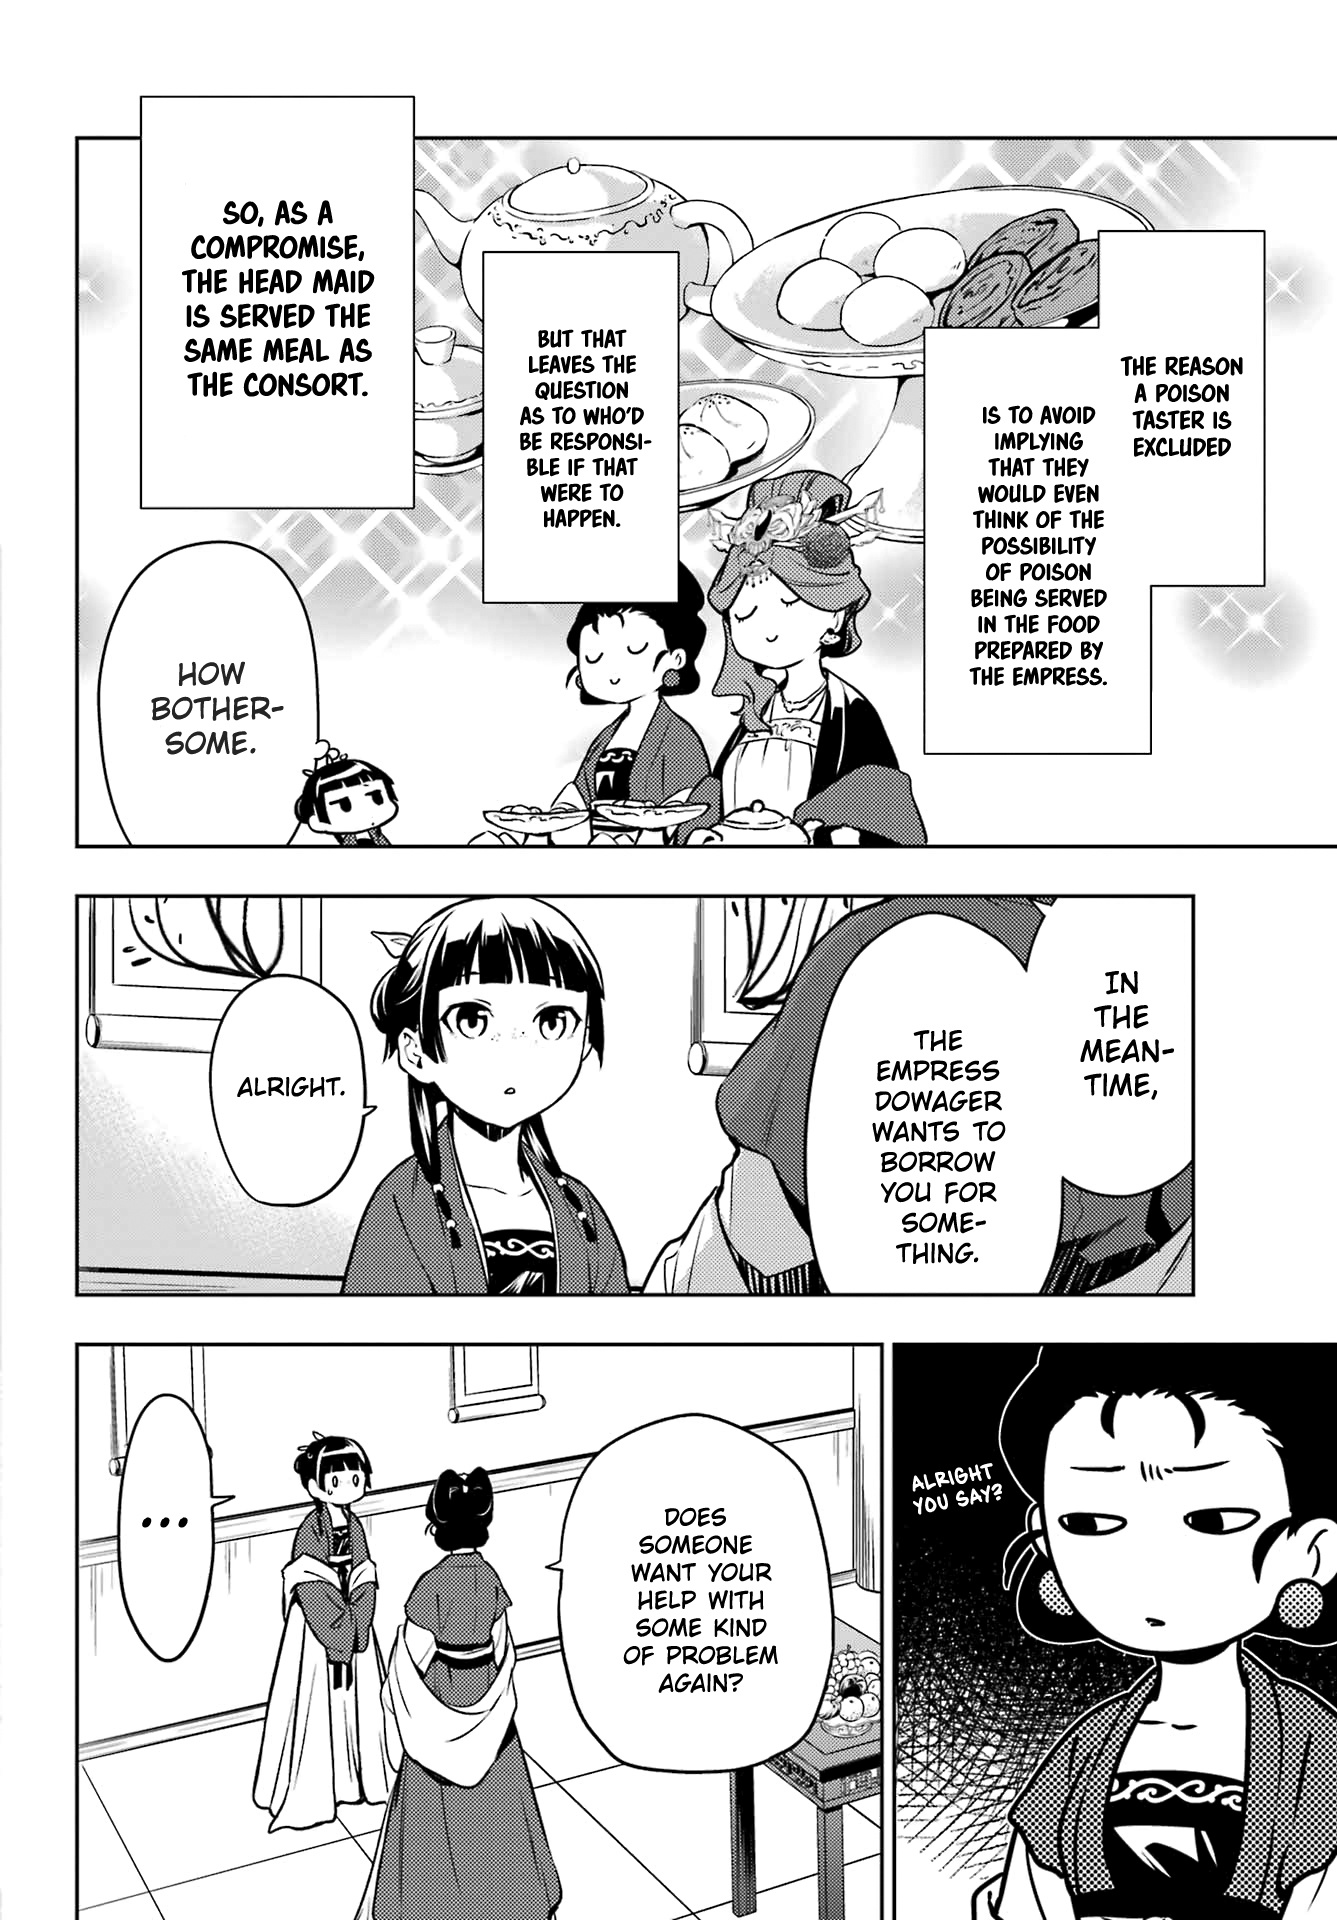 THE REASON
A POISON
TASTER IS
EXCLUDED
IS TO AVOID
IMPLYING
THAT THEY
WOULD EVEN
THINK OF THE
POSSIBILITY
OF POISON
BEING SERVED
IN THE FOOD
PREPARED BY
THE EMPRESS.
BUT THAT
LEAVES THE
QUESTION
AS TO WHO'D
BE RESPONSI-
BLE IF THAT
WERE TO
HAPPEN.
SO, AS A
COMPROMISE,
THE HEAD MAID
IS SERVED THE
SAME MEAL AS
THE CONSORT.
HOW
BOTHER-
SOME.
IN
THE
MEAN-
TIME,
THE
EMPRESS
DOWAGER
WANTS TO
BORROW
YOU FOR
SOME-
THING.
ALRIGHT.
ALRIGHT
YOU SAY?
DOES
SOMEONE
WANT YOUR
HELP WITH
SOME KIND
OF PROBLEM
AGAIN?
...